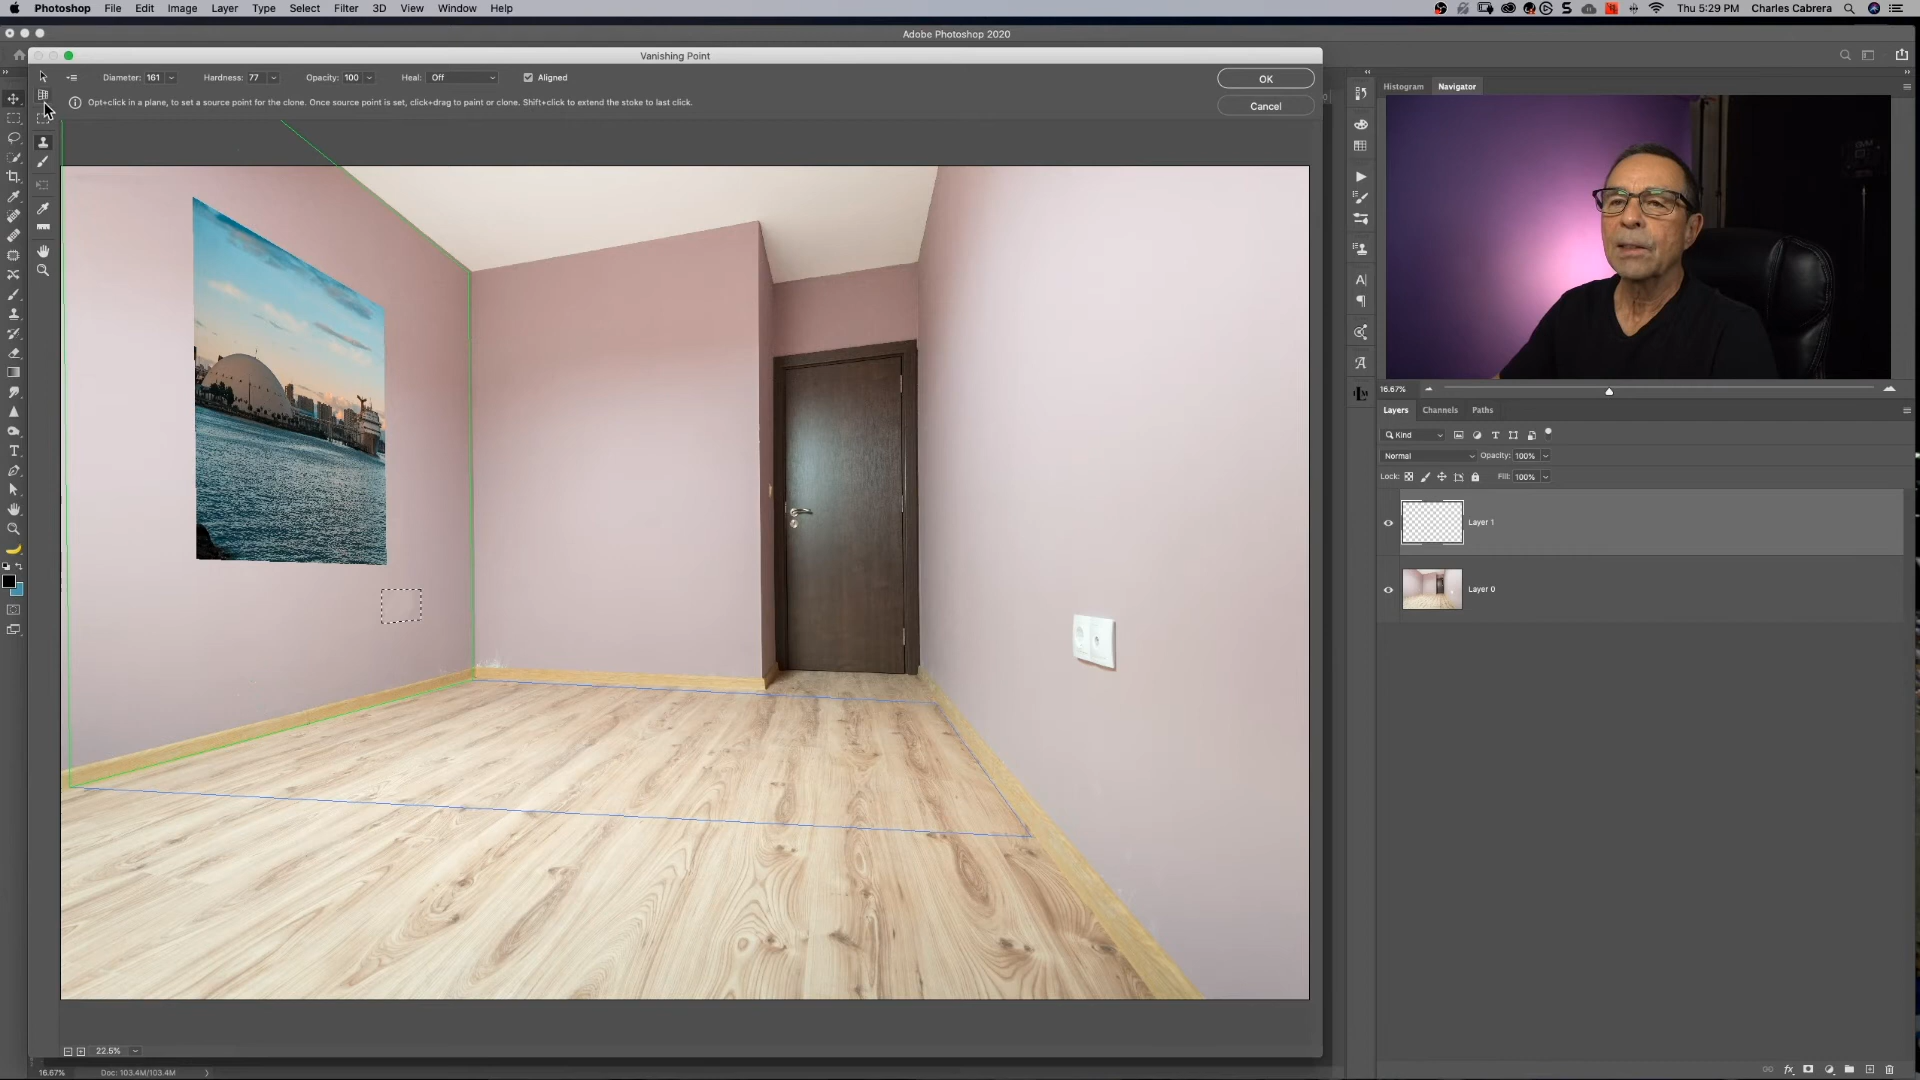 Photoshop File Edit Image Layer Type Select Filter 3D View Window Help
Thu 5:29 PM Charles Cabrera
Adobe Photoshop 2020
Vanishing Point
Diameter: 161 Hardness: 77 Opacity: 100 Heal: Off Aligned
OK
Opt+click in a plane, to set a source point for the clone. Once source point is set, click+drag to paint or clone. Shift+click to extend the stoke to last click.
Cancel
Histogram Navigator
16.67%
Layers Channels Paths
Kind
Normal Opacity: 100%
Lock: Fill: 100%
Layer 1
Layer 0
22.5%
16.67% Doc: 103.4M/103.4M